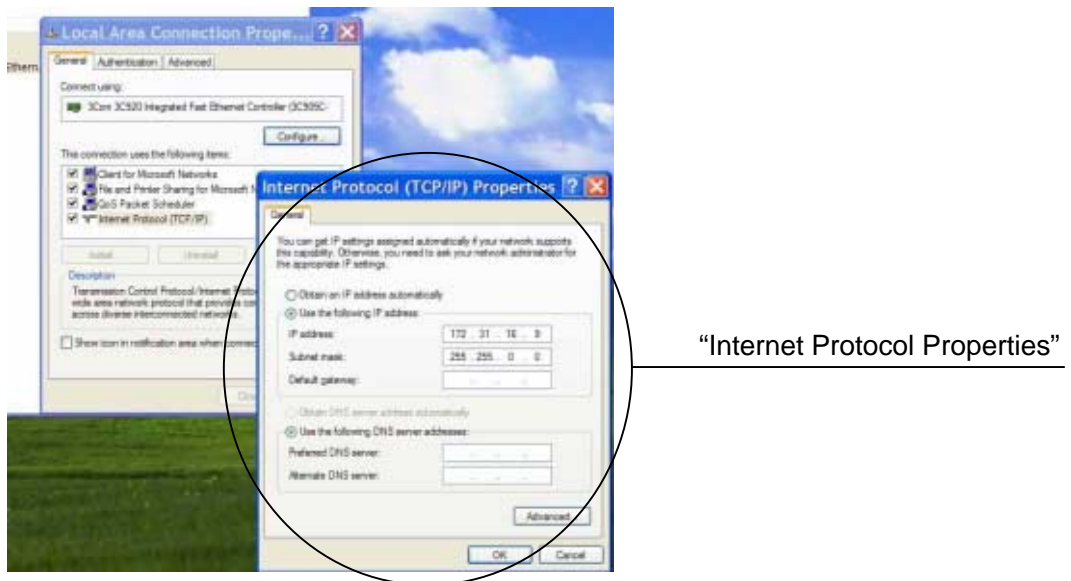 Local Area Connection Prope...
Ethern
General Authentication Advanced
Connect using:
3Com 3C920 Integrated Fast Ethernet Controller (3C905C-
Configure...
This connection uses the following items:
Client for Microsoft Networks
File and Printer Sharing for Microsoft N
QoS Packet Scheduler
Internet Protocol (TCP/IP)
Install Uninstall
Description
Transmission Control Protocol/Internet Proto
wide area network protocol that provides co
across diverse interconnected networks.
Show icon in notification area when connec
Internet Protocol (TCP/IP) Properties
General
You can get IP settings assigned automatically if your network supports
this capability. Otherwise, you need to ask your network administrator for
the appropriate IP settings.
Obtain an IP address automatically
Use the following IP address:
IP address: 172 . 31 . 16 . 9
Subnet mask: 255 . 255 . 0 . 0
Default gateway:
Obtain DNS server address automatically
Use the following DNS server addresses:
Preferred DNS server:
Alternate DNS server:
Advanced...
OK Cancel
“Internet Protocol Properties”